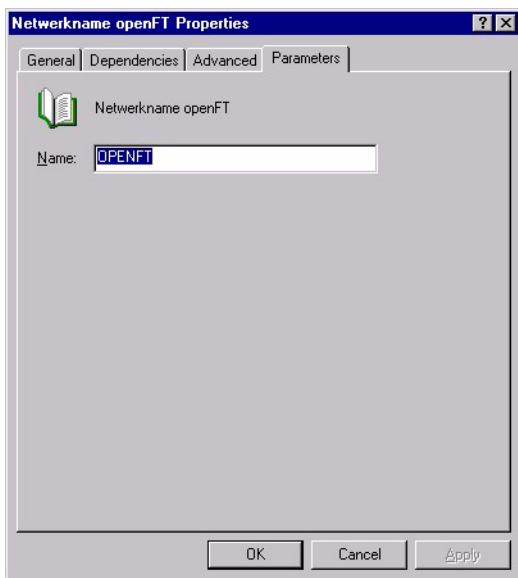 Netwerkname openFT Properties
General Dependencies Advanced Parameters
Netwerkname openFT
Name: OPENFT
OK Cancel Apply